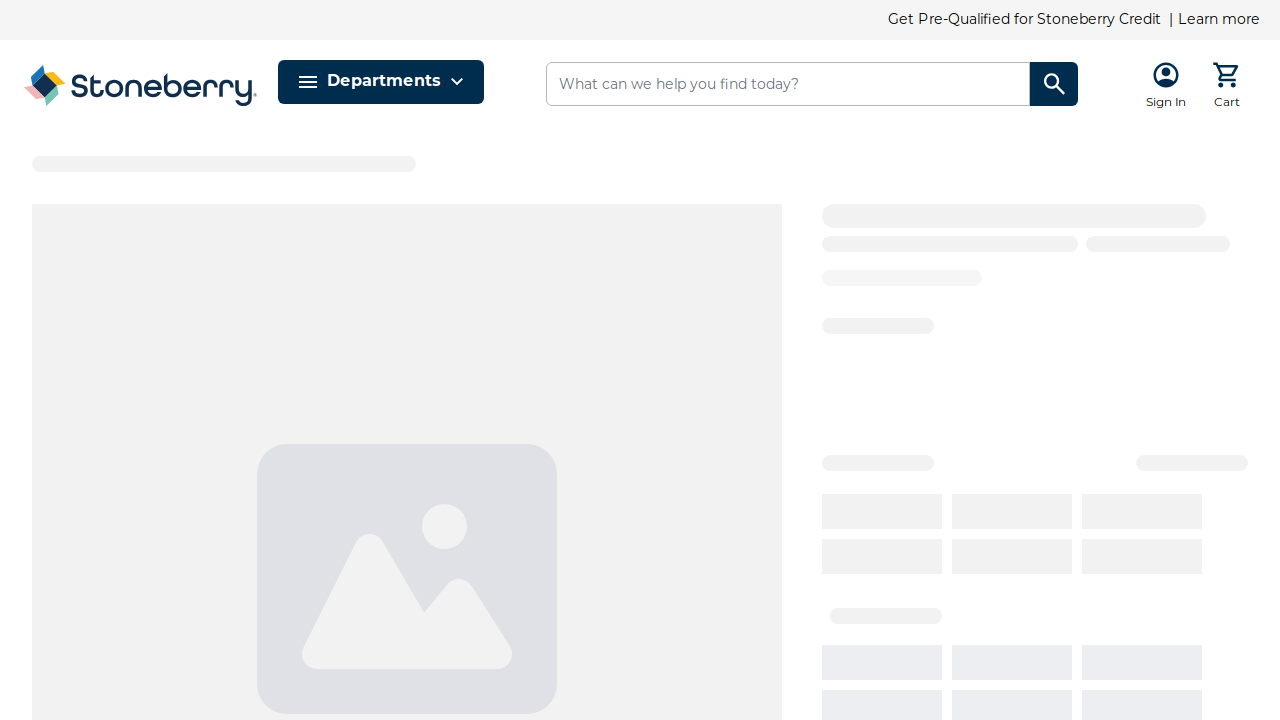 Get Pre-Qualified for Stoneberry Credit | Learn more
Stoneberry®
Departments
What can we help you find today?
Sign In
Cart